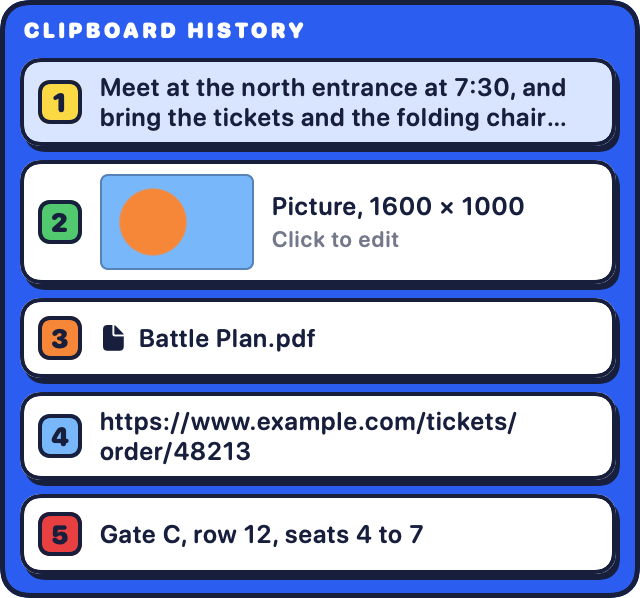 CLIPBOARD HISTORY
1
Meet at the north entrance at 7:30, and
bring the tickets and the folding chair…
2
Picture, 1600 × 1000
Click to edit
3
Battle Plan.pdf
4
https://www.example.com/tickets/
order/48213
5
Gate C, row 12, seats 4 to 7